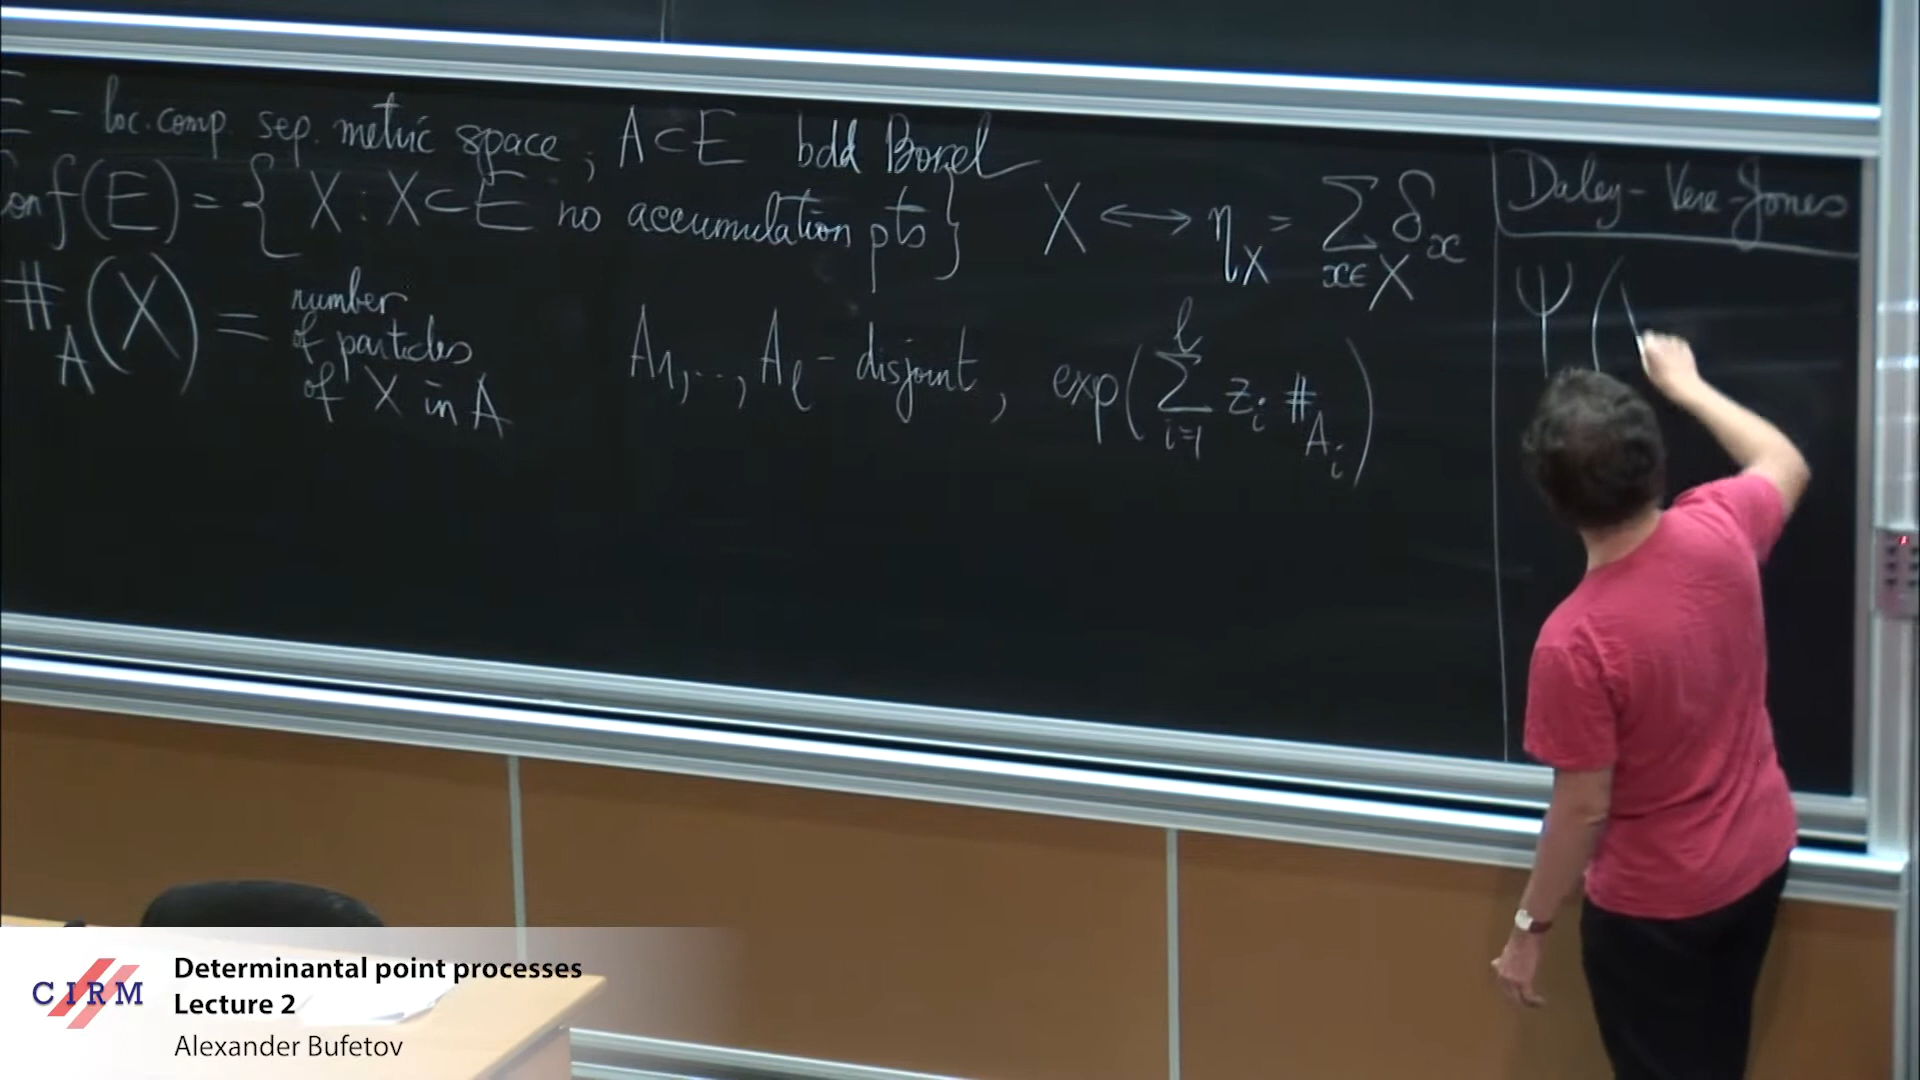 E – loc. comp. sep. metric space, A⊂E bdd Borel
Conf(E) = { X : X⊂E no accumulation pts }
X ⟷ η_X = ∑_{x∈X} δ_x
#_A(X) = number
of particles
of X in A
A₁,..,A_l – disjoint, exp(∑_{i=1}^{l} z_i #_{A_i})
Daley – Vere-Jones
Ψ (
CIRM
Determinantal point processes
Lecture 2
Alexander Bufetov